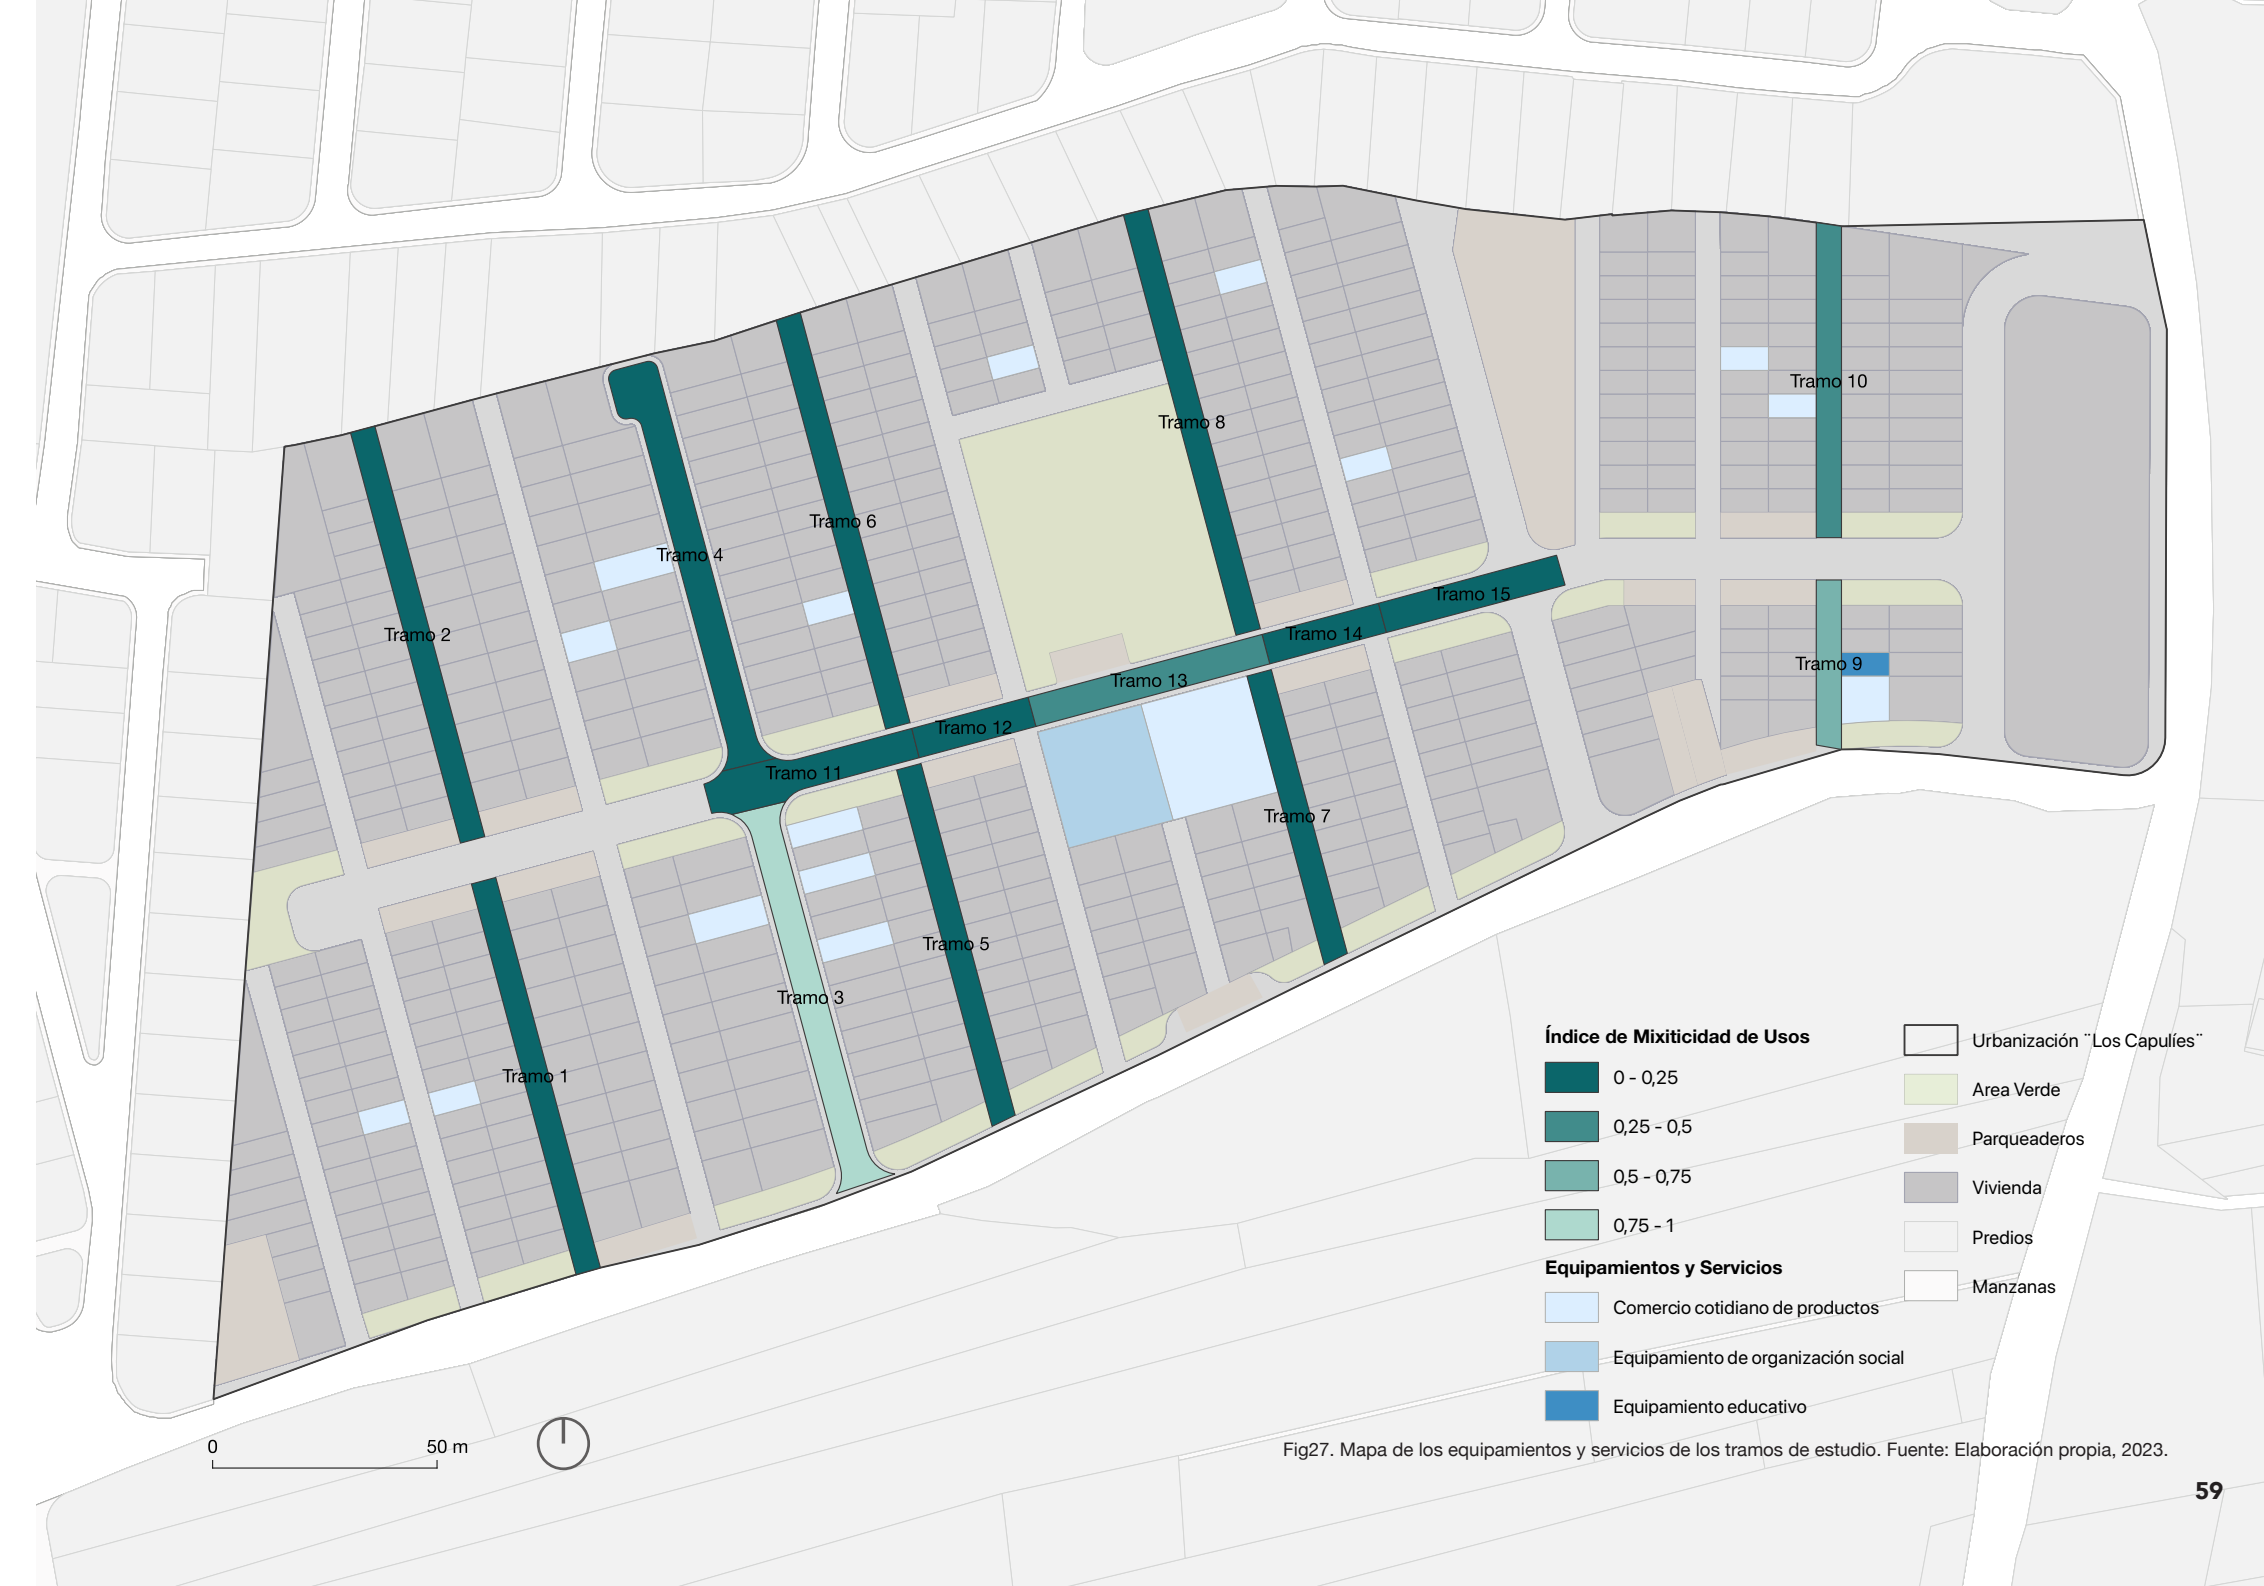 Tramo 10
Tramo 8
Tramo 6
Tramo 4
Tramo 15
Tramo 2
Tramo 14
Tramo 9
Tramo 13
Tramo 12
Tramo 11
Tramo 7
Tramo 5
Tramo 3
Tramo 1
Índice de Mixiticidad de Usos
0 - 0,25
0,25 - 0,5
0,5 - 0,75
0,75 - 1
Equipamientos y Servicios
Comercio cotidiano de productos
Equipamiento de organización social
Equipamiento educativo
Urbanización ¨Los Capulíes¨
Area Verde
Parqueaderos
Vivienda
Predios
Manzanas
0 50 m
Fig27. Mapa de los equipamientos y servicios de los tramos de estudio. Fuente: Elaboración propia, 2023.
59